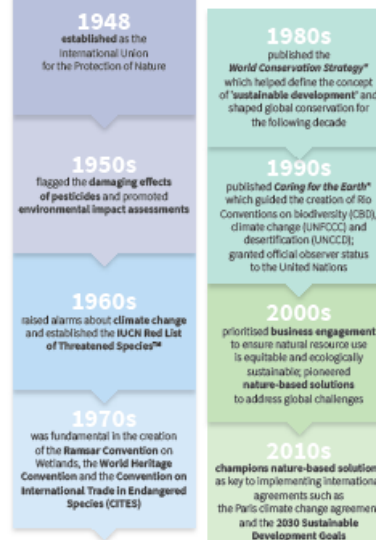 1948
established as the
International Union
for the Protection of Nature
1950s
flagged the damaging effects
of pesticides and promoted
environmental impact assessments
1960s
raised alarms about climate change
and established the IUCN Red List
of Threatened Species™
1970s
was fundamental in the creation
of the Ramsar Convention on
Wetlands, the World Heritage
Convention and the Convention on
International Trade in Endangered
Species (CITES)
1980s
published the
World Conservation Strategy*
which helped define the concept
of 'sustainable development' and
shaped global conservation for
the following decade
1990s
published Caring for the Earth*
which guided the creation of Rio
Conventions on biodiversity (CBD),
climate change (UNFCCC) and
desertification (UNCCD);
granted official observer status
to the United Nations
2000s
prioritised business engagement
to ensure natural resource use
is equitable and ecologically
sustainable; pioneered
nature-based solutions
to address global challenges
2010s
champions nature-based solution
as key to implementing internationa
agreements such as
the Paris climate change agreemen
and the 2030 Sustainable
Development Goals